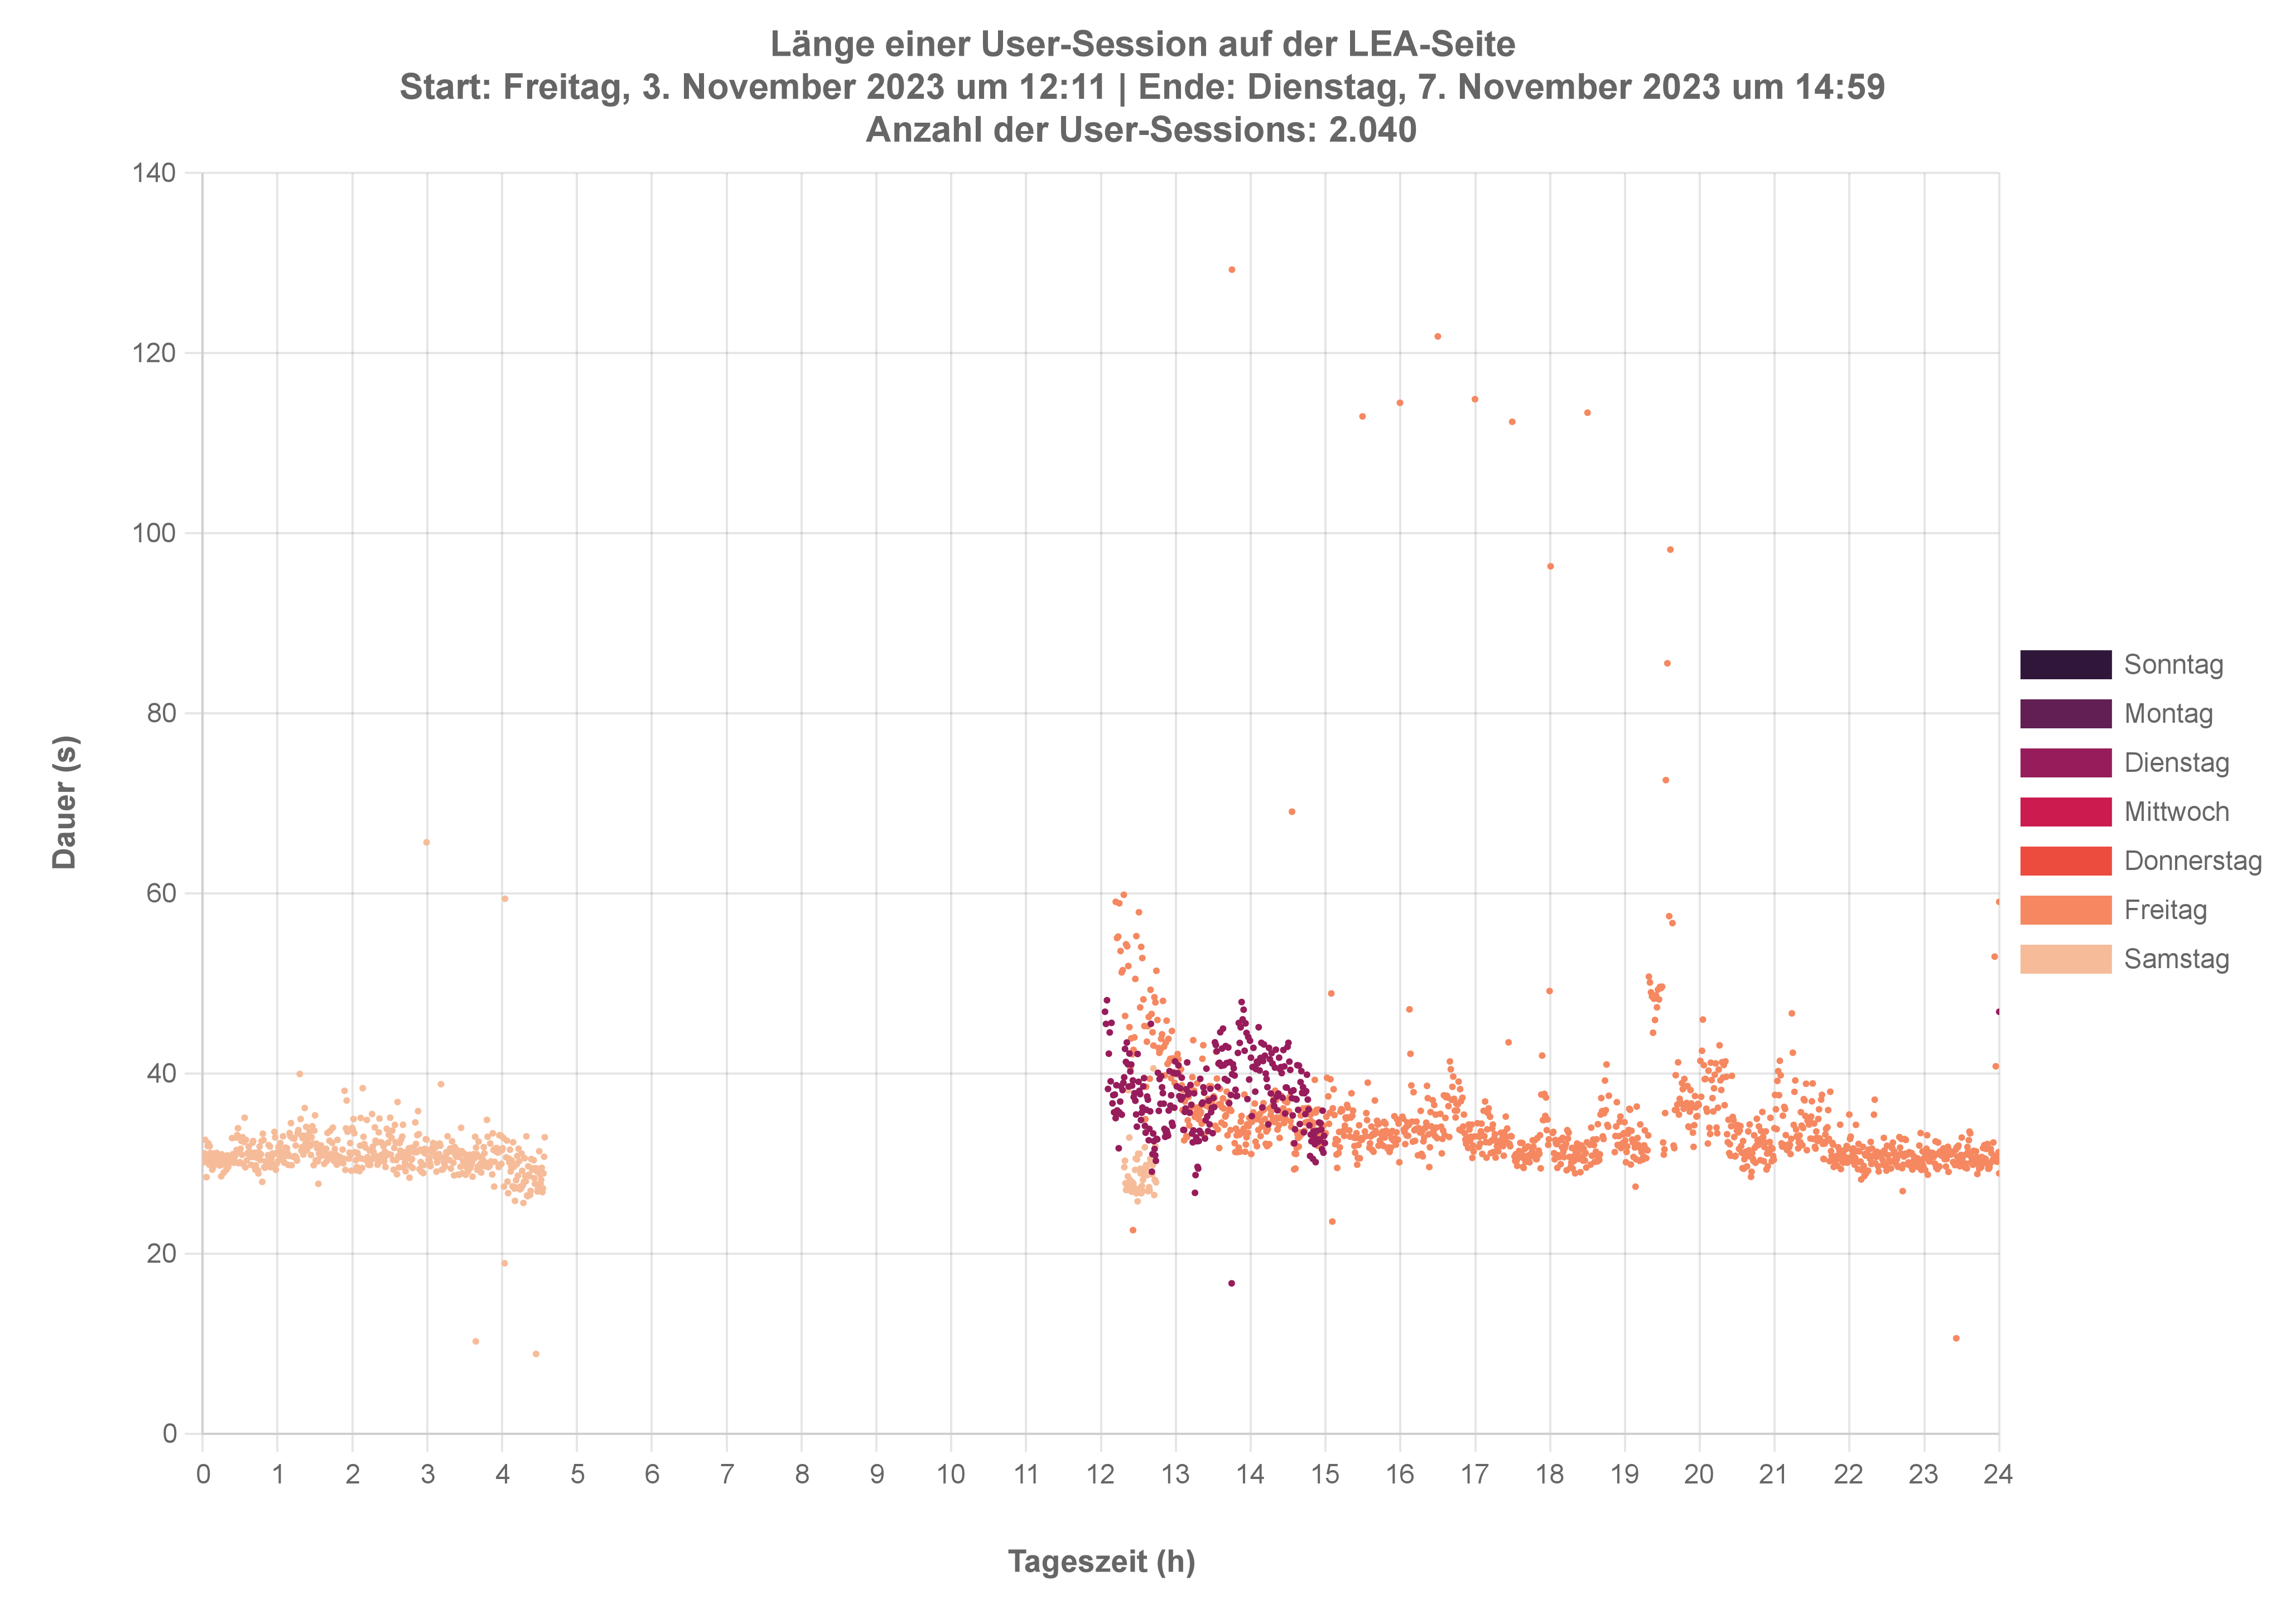 Länge einer User-Session auf der LEA-Seite
Start: Freitag, 3. November 2023 um 12:11 | Ende: Dienstag, 7. November 2023 um 14:59
Anzahl der User-Sessions: 2.040
140
120
100
80
60
40
20
0
Dauer (s)
0 1 2 3 4 5 6 7 8 9 10 11 12 13 14 15 16 17 18 19 20 21 22 23 24
Tageszeit (h)
Sonntag
Montag
Dienstag
Mittwoch
Donnerstag
Freitag
Samstag